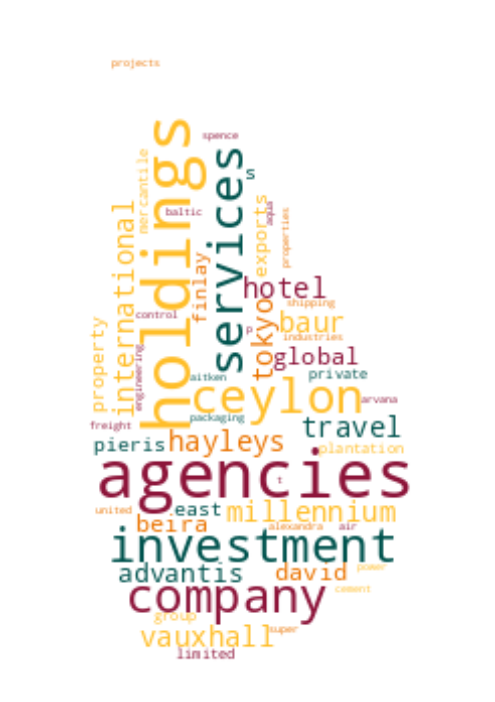 projects
holdings
spence
services
s
mercantile
baltic
aqua
exports
properties
international
finlay
hotel
control
tokyo
shipping
p
baur
industries
property
engineering
global
aitken
private
ceylon
arvana
packaging
freight
travel
pieris
hayleys
plantation
agencies
t
united
east
millennium
beira
alexandra
air
investment
advantis
david
power
company
cement
group
vauxhall
super
limited